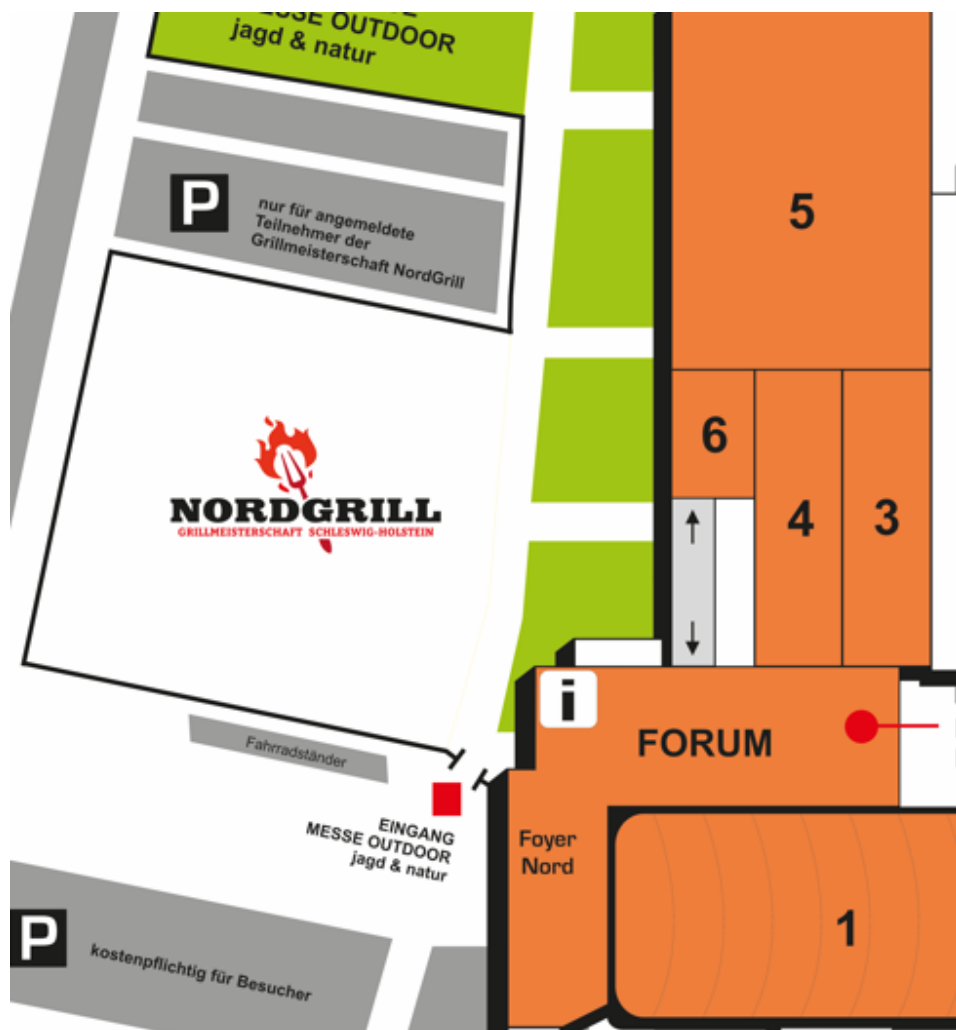 MESSE OUTDOOR
jagd & natur
P
nur für angemeldete
Teilnehmer der
Grillmeisterschaft NordGrill
5
6
4
3
NORDGRILL
GRILLMEISTERSCHAFT SCHLESWIG-HOLSTEIN
i
FORUM
Fahrradständer
EINGANG
MESSE OUTDOOR
jagd & natur
Foyer
Nord
1
P
kostenpflichtig für Besucher